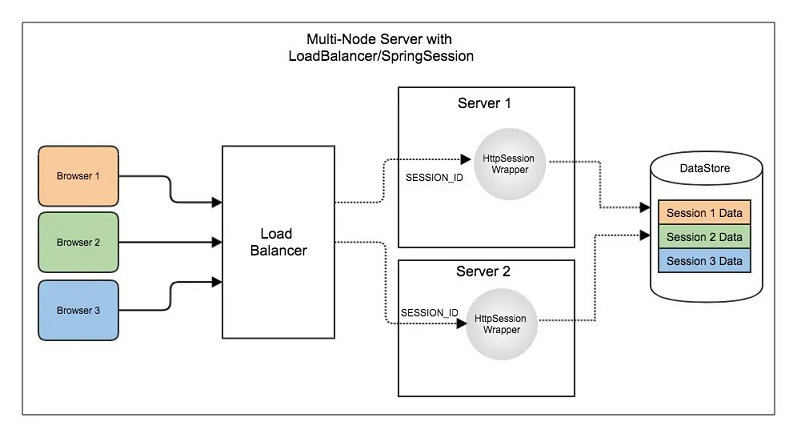 Multi-Node Server with
LoadBalancer/SpringSession
Browser 1
Browser 2
Browser 3
Load
Balancer
Server 1
SESSION_ID
HttpSession
Wrapper
Server 2
SESSION_ID
HttpSession
Wrapper
DataStore
Session 1 Data
Session 2 Data
Session 3 Data